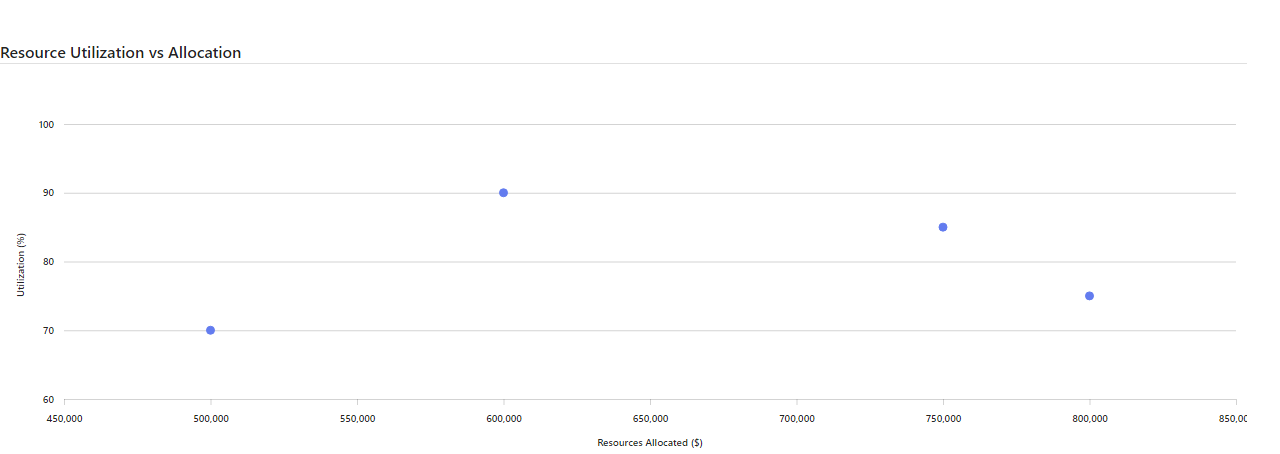 Resource Utilization vs Allocation
100
90
80
70
60
Utilization (%)
450,000 500,000 550,000 600,000 650,000 700,000 750,000 800,000 850,0
Resources Allocated ($)